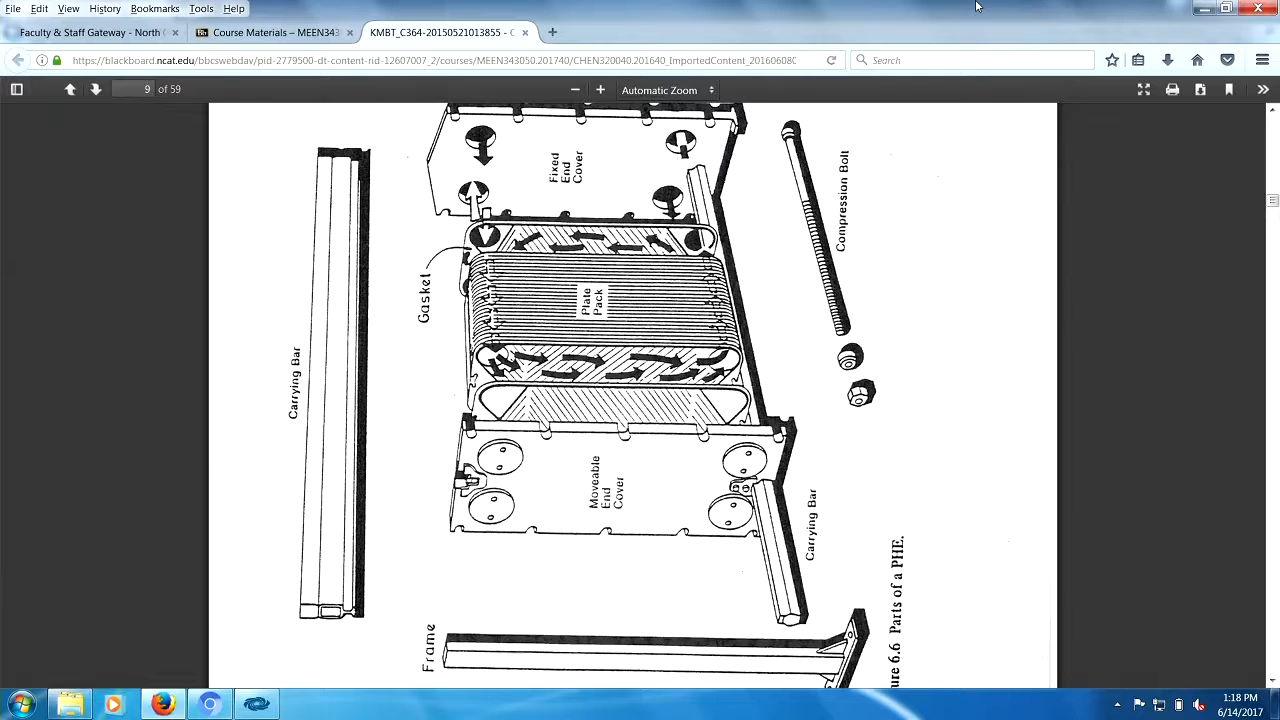 File Edit View History Bookmarks Tools Help
Faculty & Staff Gateway - North C
Course Materials – MEEN343
KMBT_C364-20150521013855 - C
https://blackboard.ncat.edu/bbcswebdav/pid-2779500-dt-content-rid-12607007_2/courses/MEEN343050.201740/CHEN320040.201640_ImportedContent_201606080
Search
9 of 59
Automatic Zoom
Carrying Bar
Gasket
Frame
Fixed
End
Cover
Plate
Pack
Moveable
End
Cover
Compression Bolt
Carrying Bar
ure 6.6 Parts of a PHE.
1:18 PM
6/14/2017